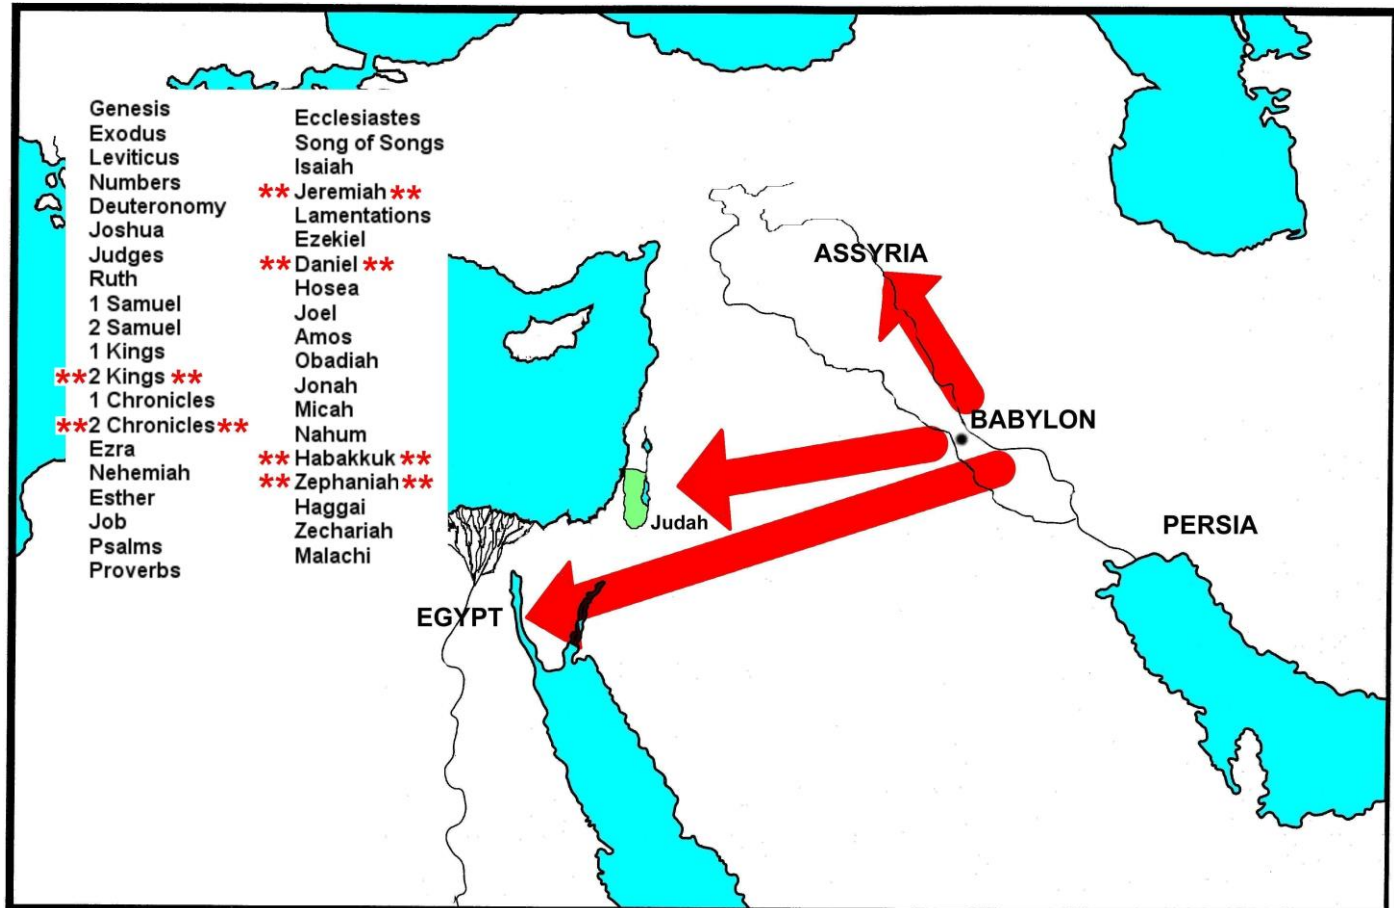 Genesis
Exodus
Leviticus
Numbers
Deuteronomy
Joshua
Judges
Ruth
1 Samuel
2 Samuel
1 Kings
**2 Kings **
1 Chronicles
**2 Chronicles**
Ezra
Nehemiah
Esther
Job
Psalms
Proverbs
Ecclesiastes
Song of Songs
Isaiah
**Jeremiah **
Lamentations
Ezekiel
** Daniel **
Hosea
Joel
Amos
Obadiah
Jonah
Micah
Nahum
** Habakkuk **
** Zephaniah **
Haggai
Zechariah
Malachi
ASSYRIA
BABYLON
Judah
PERSIA
EGYPT